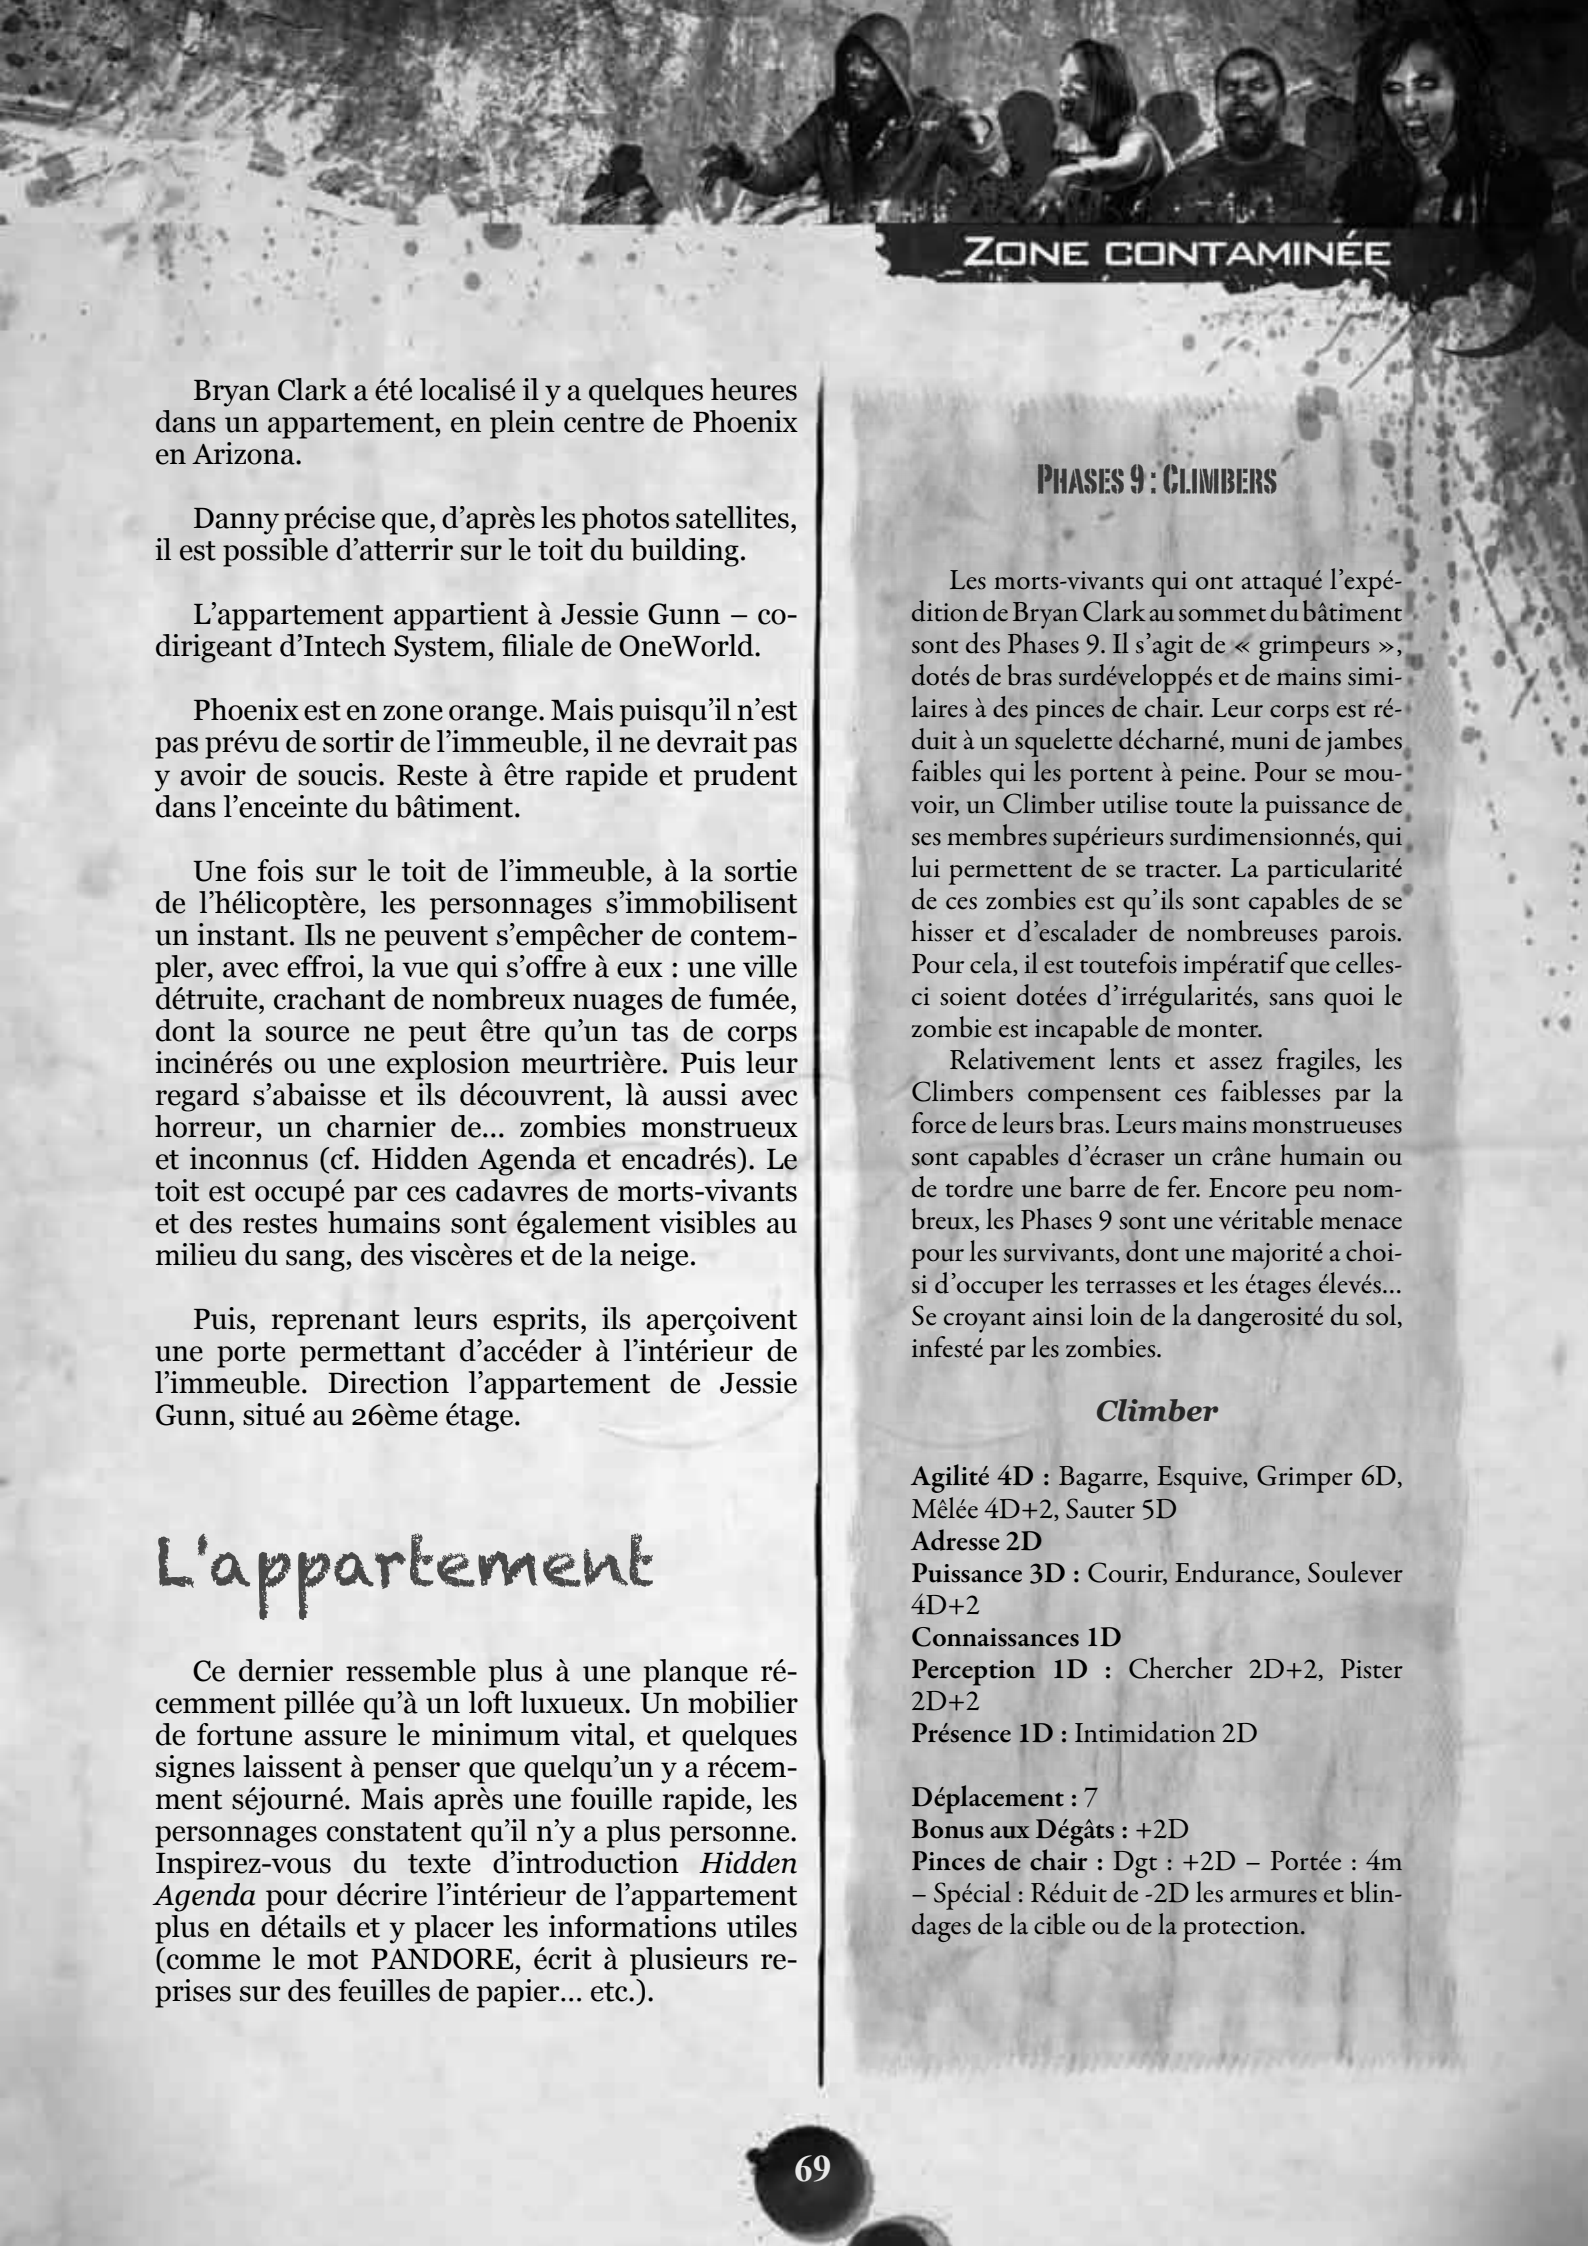 ZONE CONTAMINÉE
Bryan Clark a été localisé il y a quelques heures
dans un appartement, en plein centre de Phoenix
en Arizona.
Danny précise que, d'après les photos satellites,
il est possible d'atterrir sur le toit du building.
L'appartement appartient à Jessie Gunn – co-
dirigeant d'Intech System, filiale de OneWorld.
Phoenix est en zone orange. Mais puisqu'il n'est
pas prévu de sortir de l'immeuble, il ne devrait pas
y avoir de soucis. Reste à être rapide et prudent
dans l'enceinte du bâtiment.
Une fois sur le toit de l'immeuble, à la sortie
de l'hélicoptère, les personnages s'immobilisent
un instant. Ils ne peuvent s'empêcher de contem-
pler, avec effroi, la vue qui s'offre à eux : une ville
détruite, crachant de nombreux nuages de fumée,
dont la source ne peut être qu'un tas de corps
incinérés ou une explosion meurtrière. Puis leur
regard s'abaisse et ils découvrent, là aussi avec
horreur, un charnier de... zombies monstrueux
et inconnus (cf. Hidden Agenda et encadrés). Le
toit est occupé par ces cadavres de morts-vivants
et des restes humains sont également visibles au
milieu du sang, des viscères et de la neige.
Puis, reprenant leurs esprits, ils aperçoivent
une porte permettant d'accéder à l'intérieur de
l'immeuble. Direction l'appartement de Jessie
Gunn, situé au 26ème étage.
L'appartement
Ce dernier ressemble plus à une planque ré-
cemment pillée qu'à un loft luxueux. Un mobilier
de fortune assure le minimum vital, et quelques
signes laissent à penser que quelqu'un y a récem-
ment séjourné. Mais après une fouille rapide, les
personnages constatent qu'il n'y a plus personne.
Inspirez-vous du texte d'introduction Hidden
Agenda pour décrire l'intérieur de l'appartement
plus en détails et y placer les informations utiles
(comme le mot PANDORE, écrit à plusieurs re-
prises sur des feuilles de papier... etc.).
PHASES 9 : CLIMBERS
Les morts-vivants qui ont attaqué l'expé-
dition de Bryan Clark au sommet du bâtiment
sont des Phases 9. Il s'agit de « grimpeurs »,
dotés de bras surdéveloppés et de mains simi-
laires à des pinces de chair. Leur corps est ré-
duit à un squelette décharné, muni de jambes
faibles qui les portent à peine. Pour se mou-
voir, un Climber utilise toute la puissance de
ses membres supérieurs surdimensionnés, qui
lui permettent de se tracter. La particularité
de ces zombies est qu'ils sont capables de se
hisser et d'escalader de nombreuses parois.
Pour cela, il est toutefois impératif que celles-
ci soient dotées d'irrégularités, sans quoi le
zombie est incapable de monter.
Relativement lents et assez fragiles, les
Climbers compensent ces faiblesses par la
force de leurs bras. Leurs mains monstrueuses
sont capables d'écraser un crâne humain ou
de tordre une barre de fer. Encore peu nom-
breux, les Phases 9 sont une véritable menace
pour les survivants, dont une majorité a choi-
si d'occuper les terrasses et les étages élevés...
Se croyant ainsi loin de la dangerosité du sol,
infesté par les zombies.
Climber
Agilité 4D : Bagarre, Esquive, Grimper 6D,
Mêlée 4D+2, Sauter 5D
Adresse 2D
Puissance 3D : Courir, Endurance, Soulever
4D+2
Connaissances 1D
Perception 1D : Chercher 2D+2, Pister
2D+2
Présence 1D : Intimidation 2D
Déplacement : 7
Bonus aux Dégâts : +2D
Pinces de chair : Dgt : +2D – Portée : 4m
– Spécial : Réduit de -2D les armures et blin-
dages de la cible ou de la protection.
69